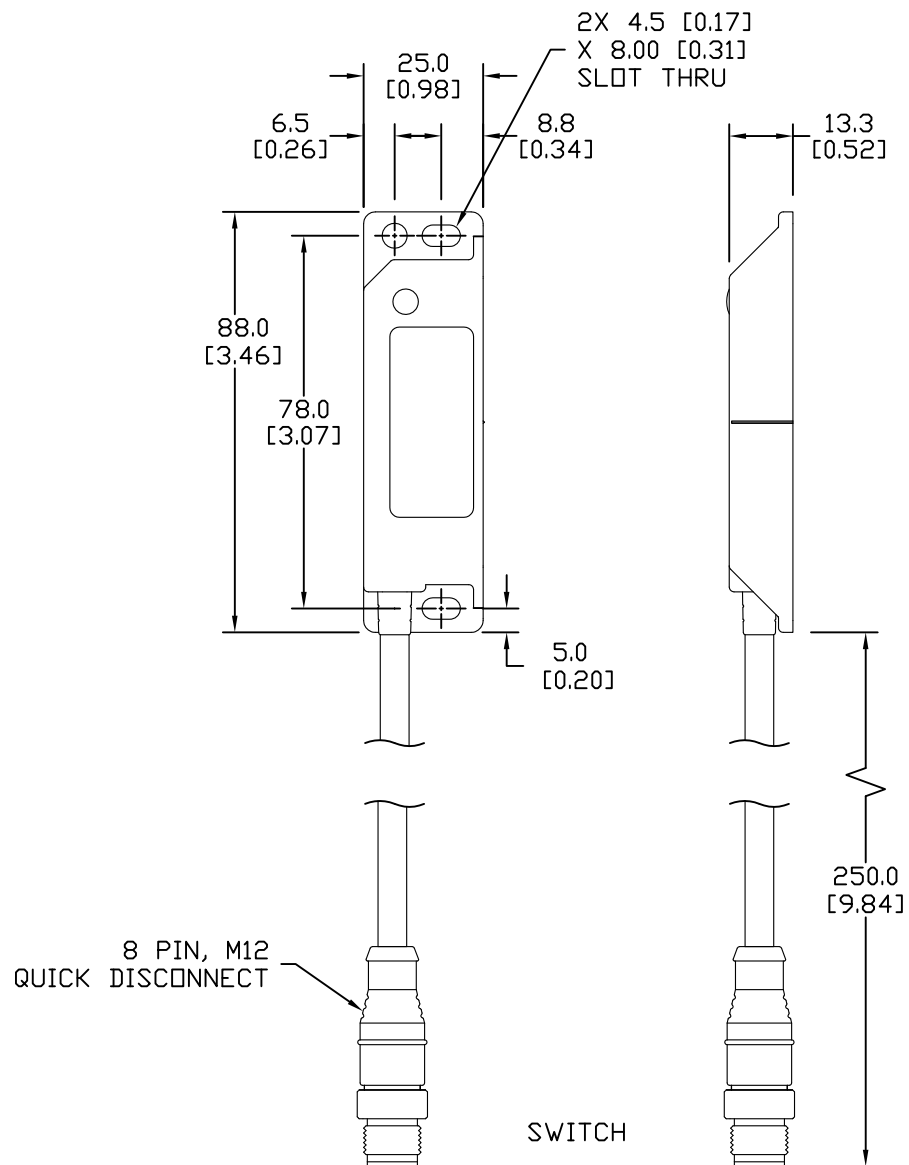 2X 4.5 [0.17]
X 8.00 [0.31]
SLOT THRU
25.0
[0.98]
6.5
[0.26]
8.8
[0.34]
13.3
[0.52]
88.0
[3.46]
78.0
[3.07]
5.0
[0.20]
250.0
[9.84]
8 PIN, M12
QUICK DISCONNECT
SWITCH